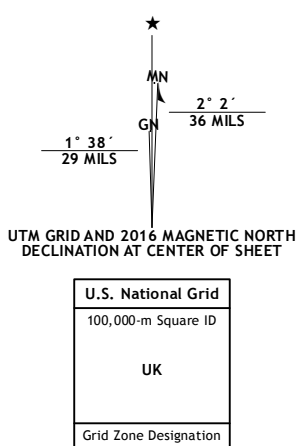 ★
MN
GN
2° 2´
36 MILS
1° 38´
29 MILS
UTM GRID AND 2016 MAGNETIC NORTH
DECLINATION AT CENTER OF SHEET
U.S. National Grid
100,000-m Square ID
UK
Grid Zone Designation